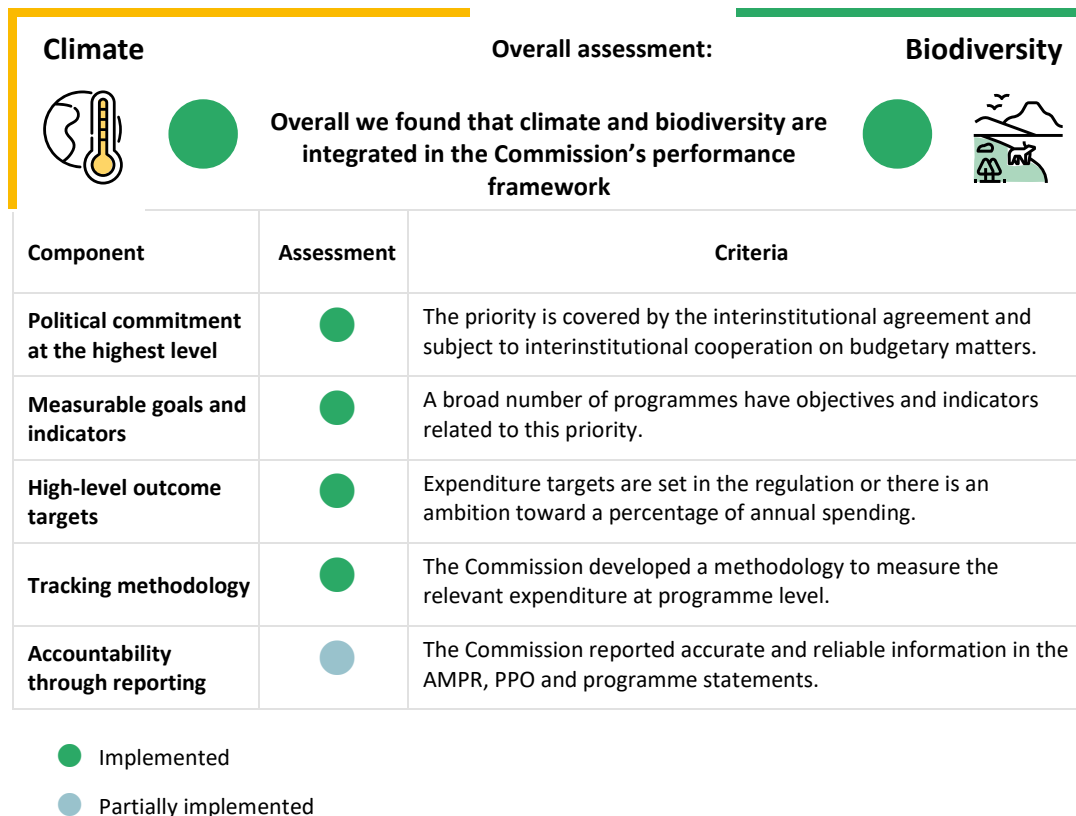 Climate
Overall assessment:
Biodiversity
Overall we found that climate and biodiversity are
integrated in the Commission’s performance
framework
Component
Assessment
Criteria
Political commitment
at the highest level
The priority is covered by the interinstitutional agreement and
subject to interinstitutional cooperation on budgetary matters.
Measurable goals and
indicators
A broad number of programmes have objectives and indicators
related to this priority.
High-level outcome
targets
Expenditure targets are set in the regulation or there is an
ambition toward a percentage of annual spending.
Tracking methodology
The Commission developed a methodology to measure the
relevant expenditure at programme level.
Accountability
through reporting
The Commission reported accurate and reliable information in the
AMPR, PPO and programme statements.
Implemented
Partially implemented